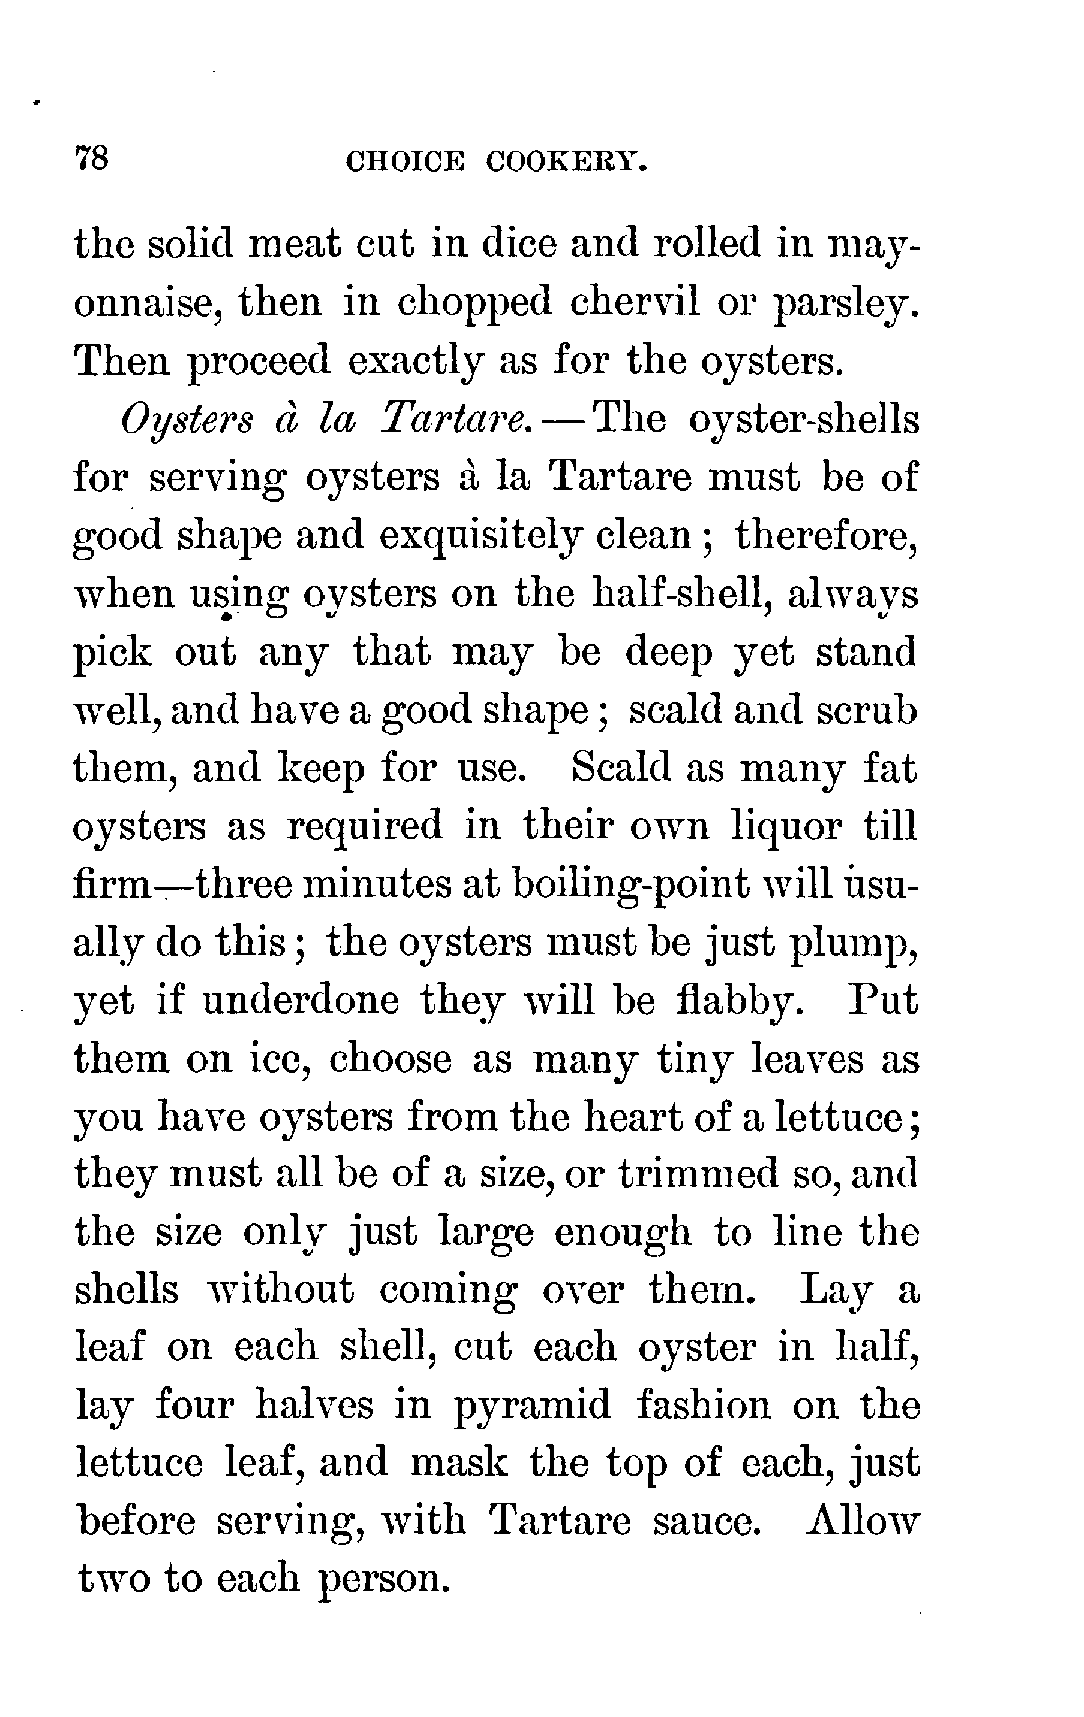 78 CHOICE COOKERY.
the solid meat cut in dice and rolled in may-
onnaise, then in chopped chervil or parsley.
Then proceed exactly as for the oysters.
Oysters à la Tartare.—The oyster-shells
for serving oysters à la Tartare must be of
good shape and exquisitely clean; therefore,
when using oysters on the half-shell, always
pick out any that may be deep yet stand
well, and have a good shape; scald and scrub
them, and keep for use. Scald as many fat
oysters as required in their own liquor till
firm—three minutes at boiling-point will usu-
ally do this; the oysters must be just plump,
yet if underdone they will be flabby. Put
them on ice, choose as many tiny leaves as
you have oysters from the heart of a lettuce;
they must all be of a size, or trimmed so, and
the size only just large enough to line the
shells without coming over them. Lay a
leaf on each shell, cut each oyster in half,
lay four halves in pyramid fashion on the
lettuce leaf, and mask the top of each, just
before serving, with Tartare sauce. Allow
two to each person.